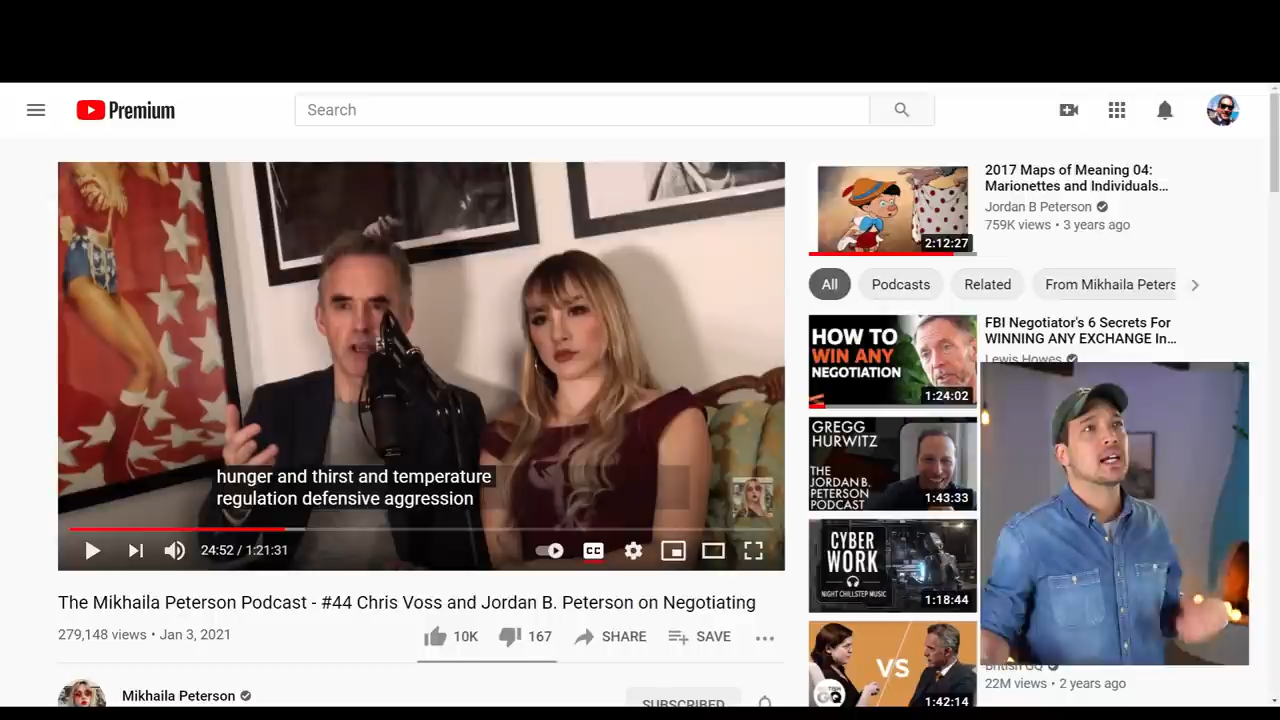 Premium
Search
hunger and thirst and temperature
regulation defensive aggression
24:52 / 1:21:31
CC
The Mikhaila Peterson Podcast - #44 Chris Voss and Jordan B. Peterson on Negotiating
279,148 views • Jan 3, 2021
10K
167
SHARE
SAVE
Mikhaila Peterson
SUBSCRIBED
2:12:27
2017 Maps of Meaning 04:
Marionettes and Individuals...
Jordan B Peterson
759K views • 3 years ago
All
Podcasts
Related
From Mikhaila Peters
HOW TO
WIN ANY
NEGOTIATION
1:24:02
FBI Negotiator's 6 Secrets For
WINNING ANY EXCHANGE In...
Lewis Howes
GREGG
HURWITZ
THE
JORDAN B.
PETERSON
PODCAST
1:43:33
CYBER
WORK
NIGHT CHILLSTEP MUSIC
1:18:44
VS
GQ
1:42:14
British GQ
22M views • 2 years ago